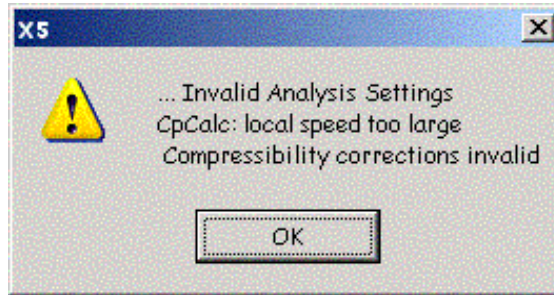 X5
... Invalid Analysis Settings
CpCalc: local speed too large
Compressibility corrections invalid
OK